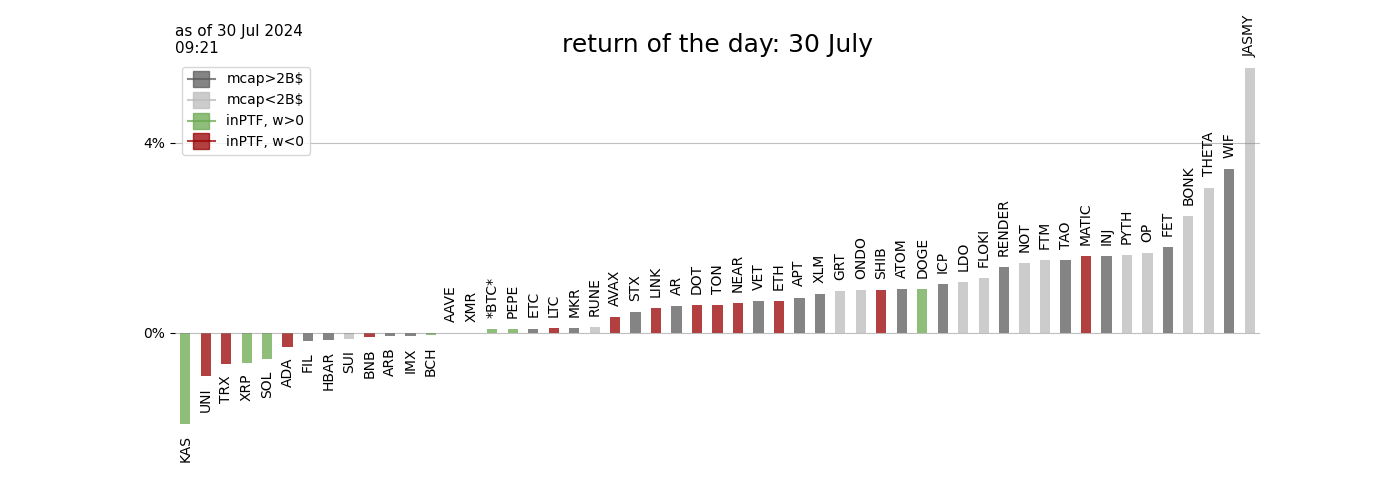 as of 30 Jul 2024
09:21
return of the day: 30 July
mcap>2B$
mcap<2B$
inPTF, w>0
inPTF, w<0
4%
0%
KAS
UNI
TRX
XRP
SOL
ADA
FIL
HBAR
SUI
BNB
ARB
IMX
BCH
AAVE
XMR
*BTC*
PEPE
ETC
LTC
MKR
RUNE
AVAX
STX
LINK
AR
DOT
TON
NEAR
VET
ETH
APT
XLM
GRT
ONDO
SHIB
ATOM
DOGE
ICP
LDO
FLOKI
RENDER
NOT
FTM
TAO
MATIC
INJ
PYTH
OP
FET
BONK
THETA
WIF
JASMY